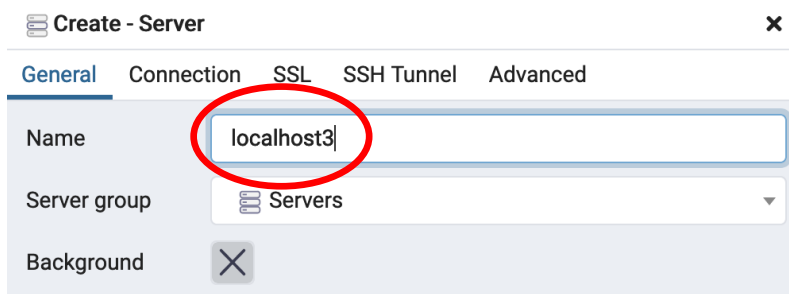 Create - Server
General Connection SSL SSH Tunnel Advanced
Name localhost3
Server group Servers
Background